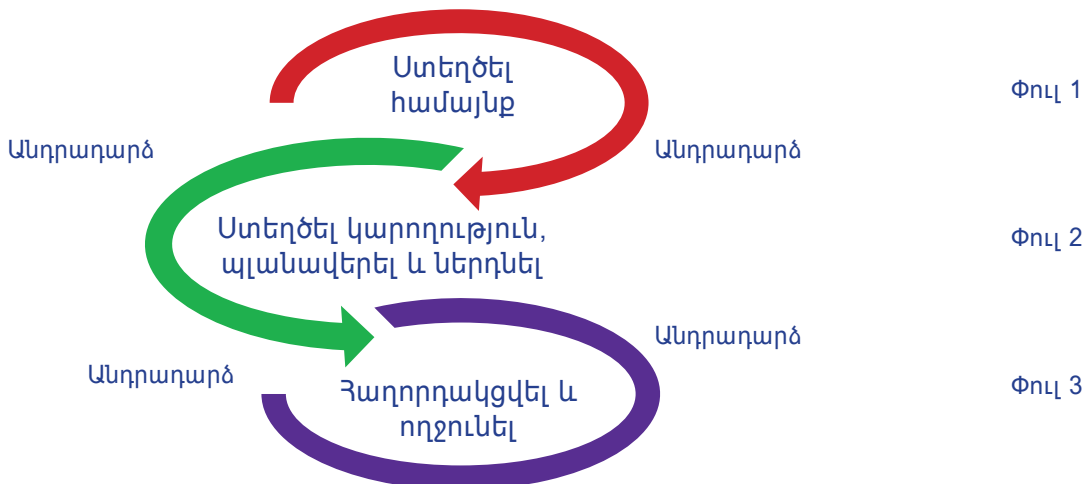 Ստեղծել
համայնք
Փուլ 1
Անդրադարձ
Անդրադարձ
Ստեղծել կարողություն,
պլանավերել և ներդնել
Փուլ 2
Անդրադարձ
Անդրադարձ
Հաղորդակցվել և
ողջունել
Փուլ 3